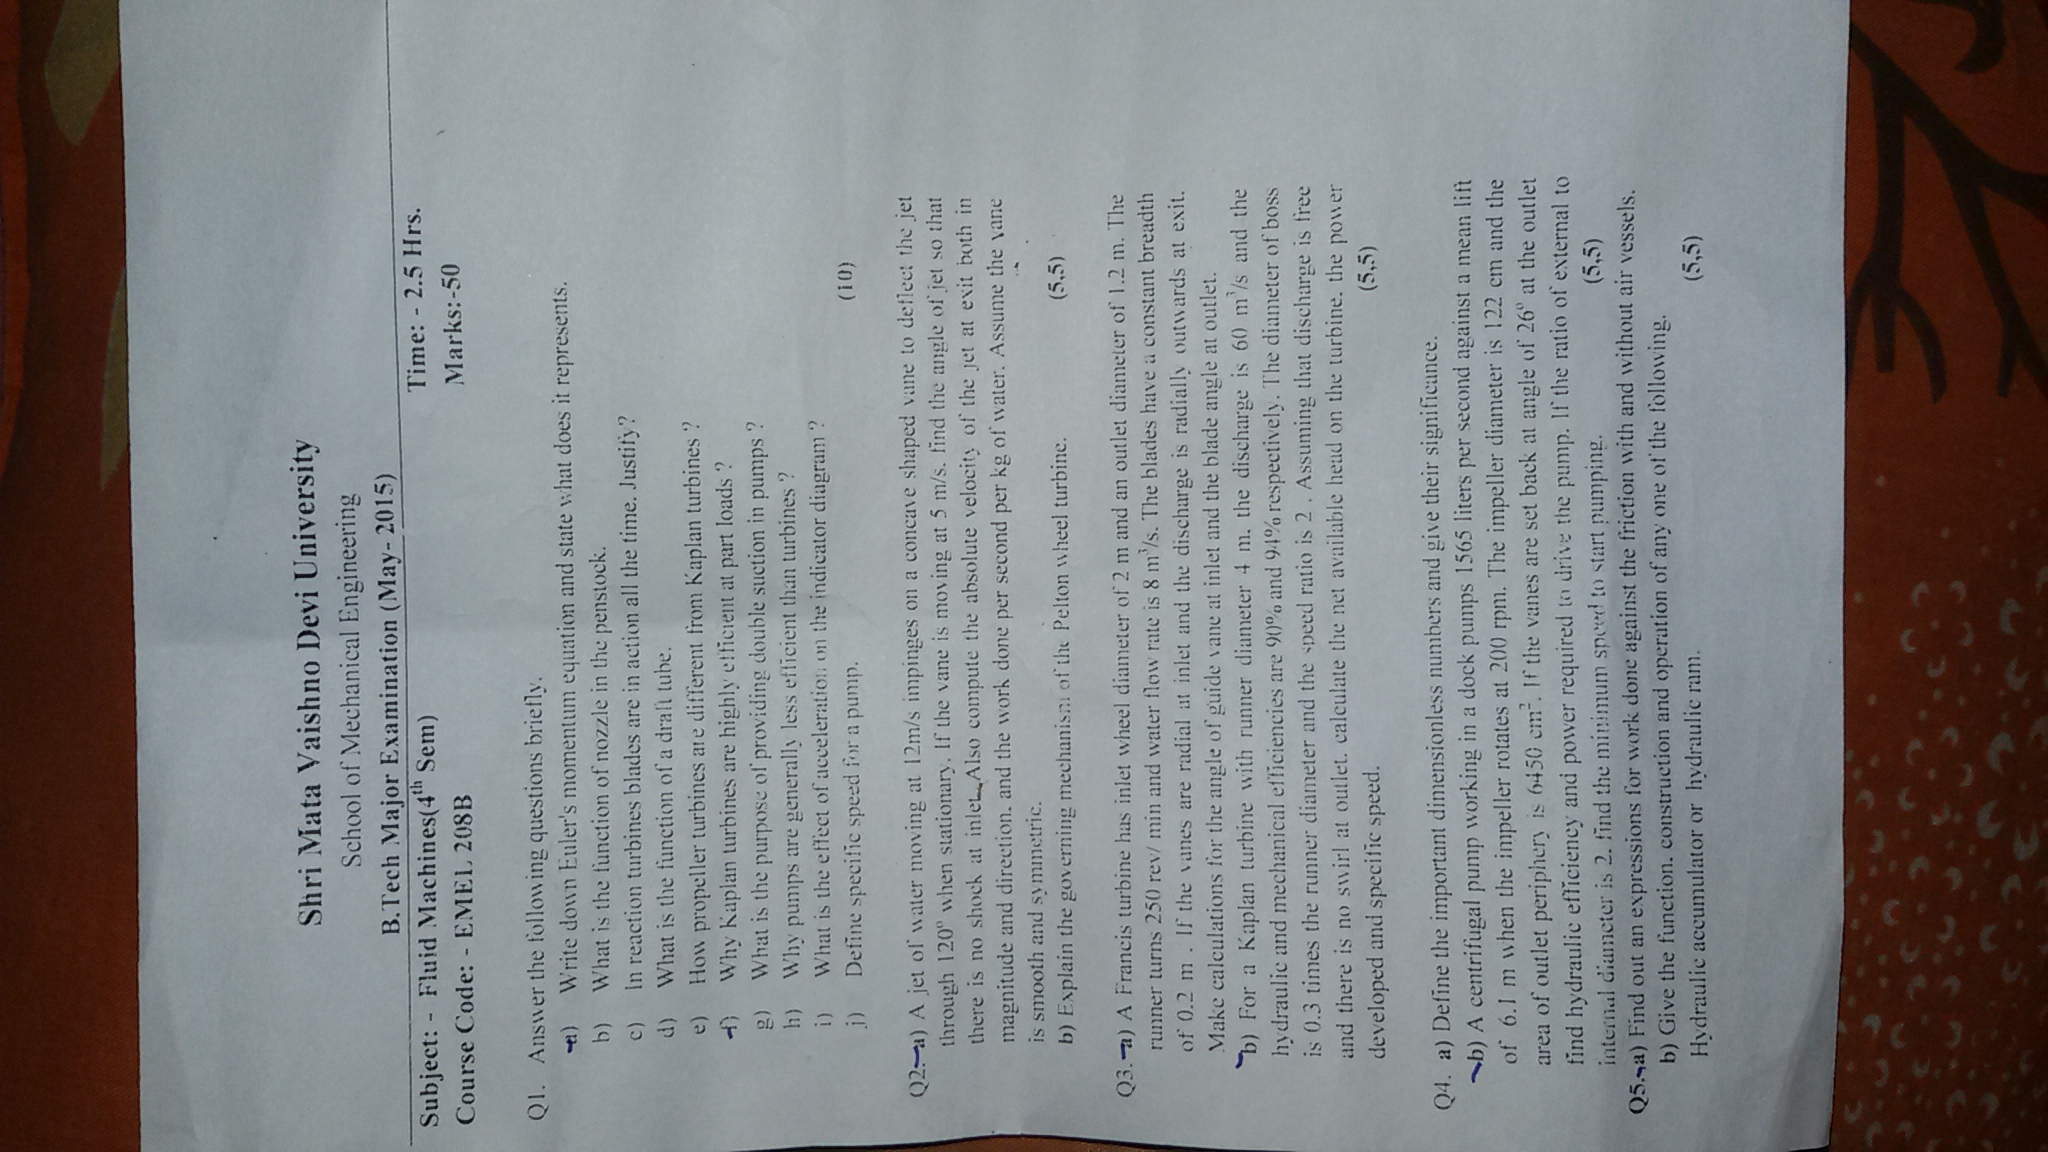 Shri Mata Vaishno Devi University
School of Mechanical Engineering
B.Tech Major Examination (May- 2015)
Subject: - Fluid Machines(4th Sem)
Time: - 2.5 Hrs.
Course Code: - EMEL 208B
Marks:-50
Q1. Answer the following questions briefly.
a) Write down Euler's momentum equation and state what does it represents.
b) What is the function of nozzle in the penstock.
c) In reaction turbines blades are in action all the time. Justify?
d) What is the function of a draft tube.
e) How propeller turbines are different from Kaplan turbines ?
f) Why Kaplan turbines are highly efficient at part loads ?
g) What is the purpose of providing double suction in pumps ?
h) Why pumps are generally less efficient than turbines ?
i) What is the effect of acceleration on the indicator diagram ?
j) Define specific speed for a pump. (10)
Q2. a) A jet of water moving at 12m/s impinges on a concave shaped vane to deflect the jet
through 120° when stationary. If the vane is moving at 5 m/s. find the angle of jet so that
there is no shock at inlet. Also compute the absolute velocity of the jet at exit both in
magnitude and direction. and the work done per second per kg of water. Assume the vane
is smooth and symmetric.
b) Explain the governing mechanism of the Pelton wheel turbine. (5,5)
Q3. a) A Francis turbine has inlet wheel diameter of 2 m and an outlet diameter of 1.2 m. The
runner turns 250 rev/ min and water flow rate is 8 m³/s. The blades have a constant breadth
of 0.2 m . If the vanes are radial at inlet and the discharge is radially outwards at exit.
Make calculations for the angle of guide vane at inlet and the blade angle at outlet.
b) For a Kaplan turbine with runner diameter 4 m. the discharge is 60 m³/s and the
hydraulic and mechanical efficiencies are 90% and 94% respectively. The diameter of boss
is 0.3 times the runner diameter and the speed ratio is 2 . Assuming that discharge is free
and there is no swirl at outlet. calculate the net available head on the turbine. the power
developed and specific speed. (5,5)
Q4. a) Define the important dimensionless numbers and give their significance.
b) A centrifugal pump working in a dock pumps 1565 liters per second against a mean lift
of 6.1 m when the impeller rotates at 200 rpm. The impeller diameter is 122 cm and the
area of outlet periphery is 6450 cm². If the vanes are set back at angle of 26° at the outlet
find hydraulic efficiency and power required to drive the pump. If the ratio of external to
internal diameter is 2. find the minimum speed to start pumping. (5,5)
Q5. a) Find out an expressions for work done against the friction with and without air vessels.
b) Give the function. construction and operation of any one of the following.
Hydraulic accumulator or hydraulic ram. (5,5)